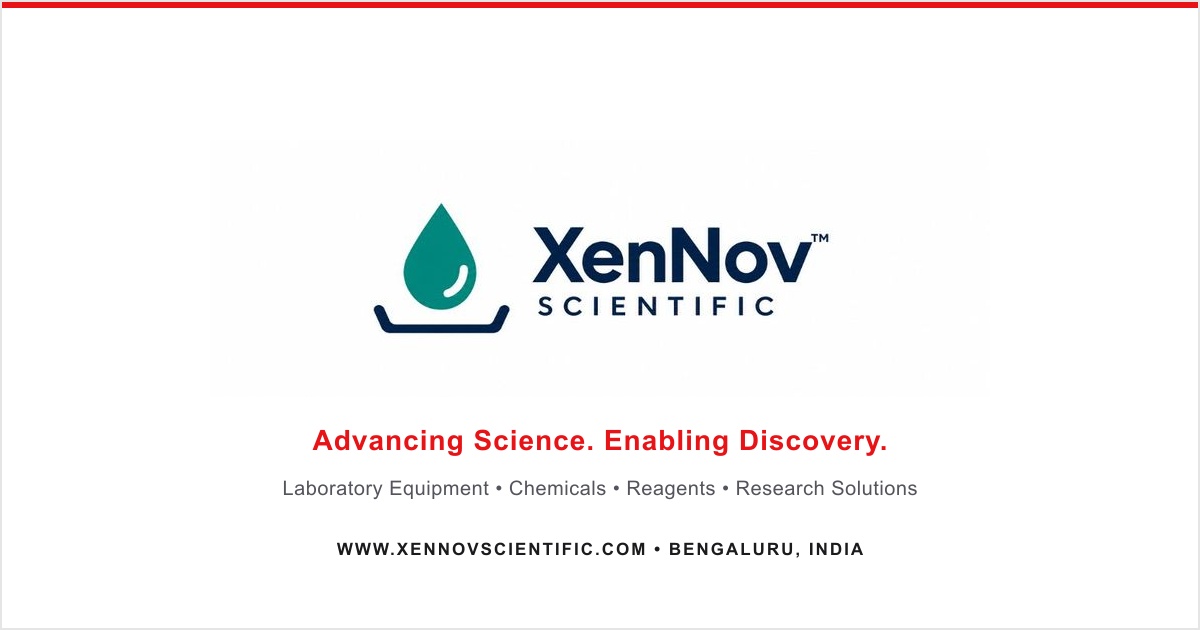 XenNov™
SCIENTIFIC
Advancing Science. Enabling Discovery.
Laboratory Equipment • Chemicals • Reagents • Research Solutions
WWW.XENNOVSCIENTIFIC.COM • BENGALURU, INDIA